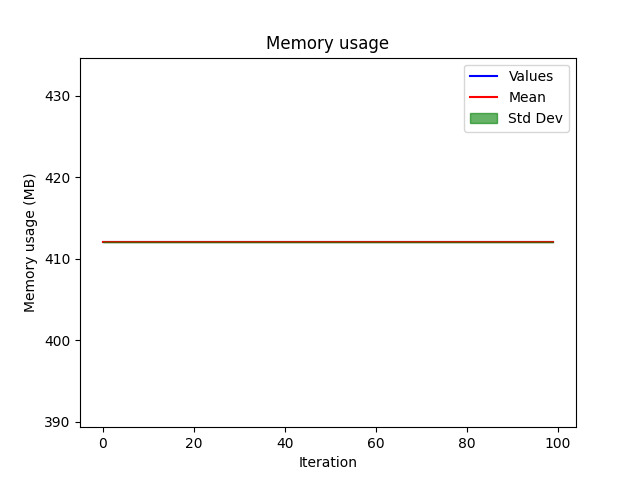 Memory usage
Values
Mean
Std Dev
Memory usage (MB)
430
420
410
400
390
0 20 40 60 80 100
Iteration